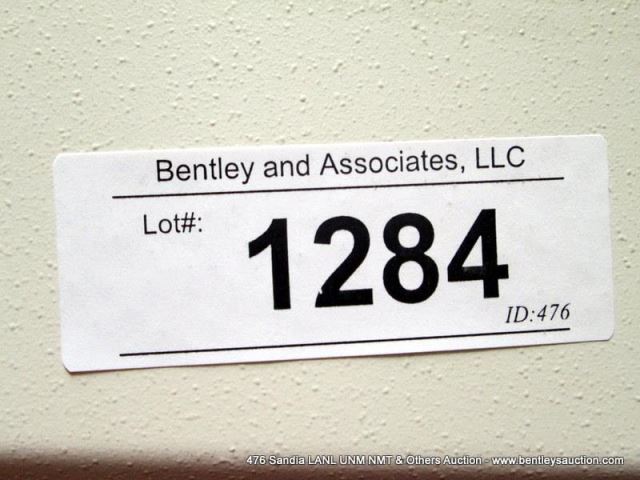 Bentley and Associates, LLC
Lot#:
1284
ID:476
476 Sandia LANL UNM NMT & Others Auction - www.bentleysauction.com